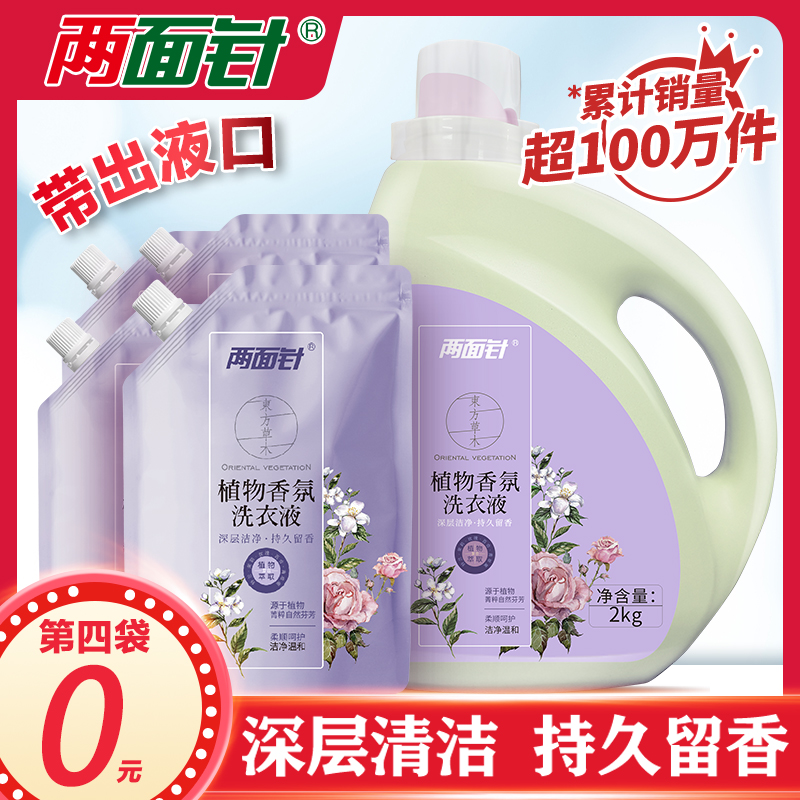 两面针®
*累计销量
超100万件
带出液口
两面针®
東方草木
ORIENTAL VEGETATION
植物香氛
洗衣液
深层洁净·持久留香
植物
萃取
源于植物
菁粹自然芬芳
柔顺呵护
洁净温和
两面针®
東方草木
ORIENTAL VEGETATION
植物香氛
洗衣液
深层洁净·持久留香
植物
萃取
源于植物
菁粹自然芬芳
柔顺呵护
洁净温和
净含量：
2kg
第四袋
0元
深层清洁 持久留香